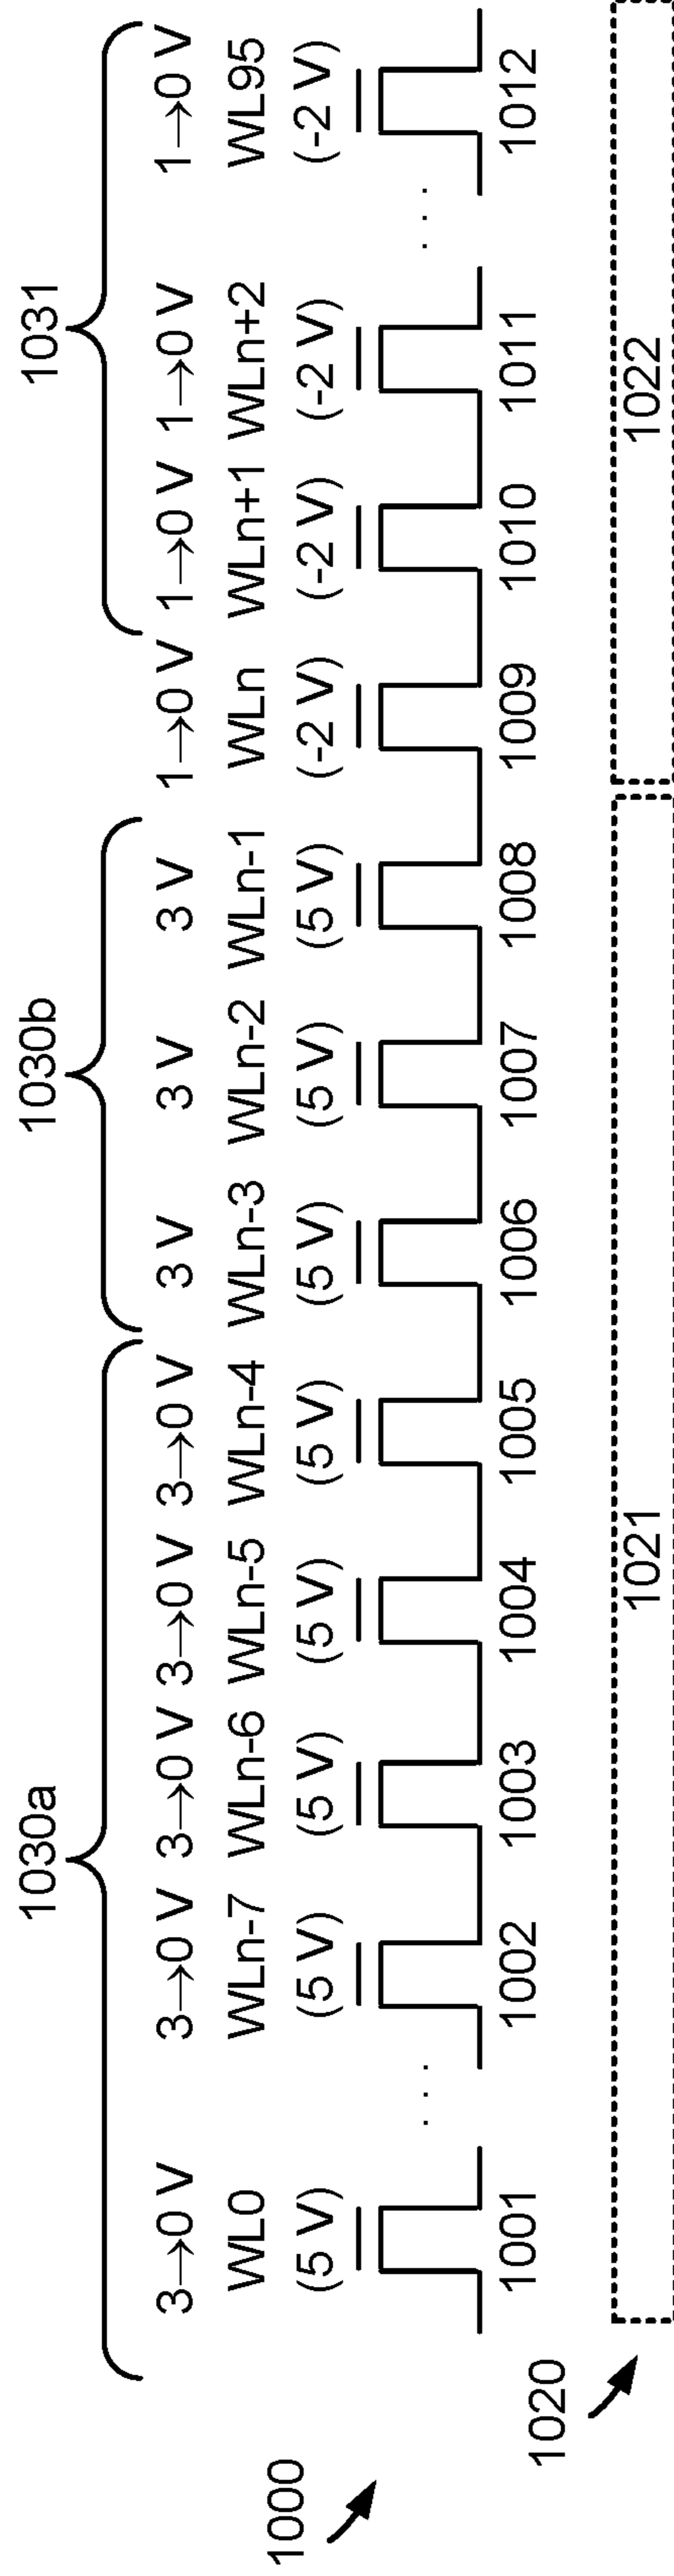 1030a 1030b 1031
3→0 V 3→0 V 3→0 V 3→0 V 3→0 V 3 V 3 V 3 V 1→0 V 1→0 V 1→0 V 1→0 V
WL0 WLn-7 WLn-6 WLn-5 WLn-4 WLn-3 WLn-2 WLn-1 WLn WLn+1 WLn+2 WL95
(5 V) (5 V) (5 V) (5 V) (5 V) (5 V) (5 V) (5 V) (-2 V) (-2 V) (-2 V) (-2 V)
1000
. . . . . .
1001 1002 1003 1004 1005 1006 1007 1008 1009 1010 1011 1012
1020
1021 1022